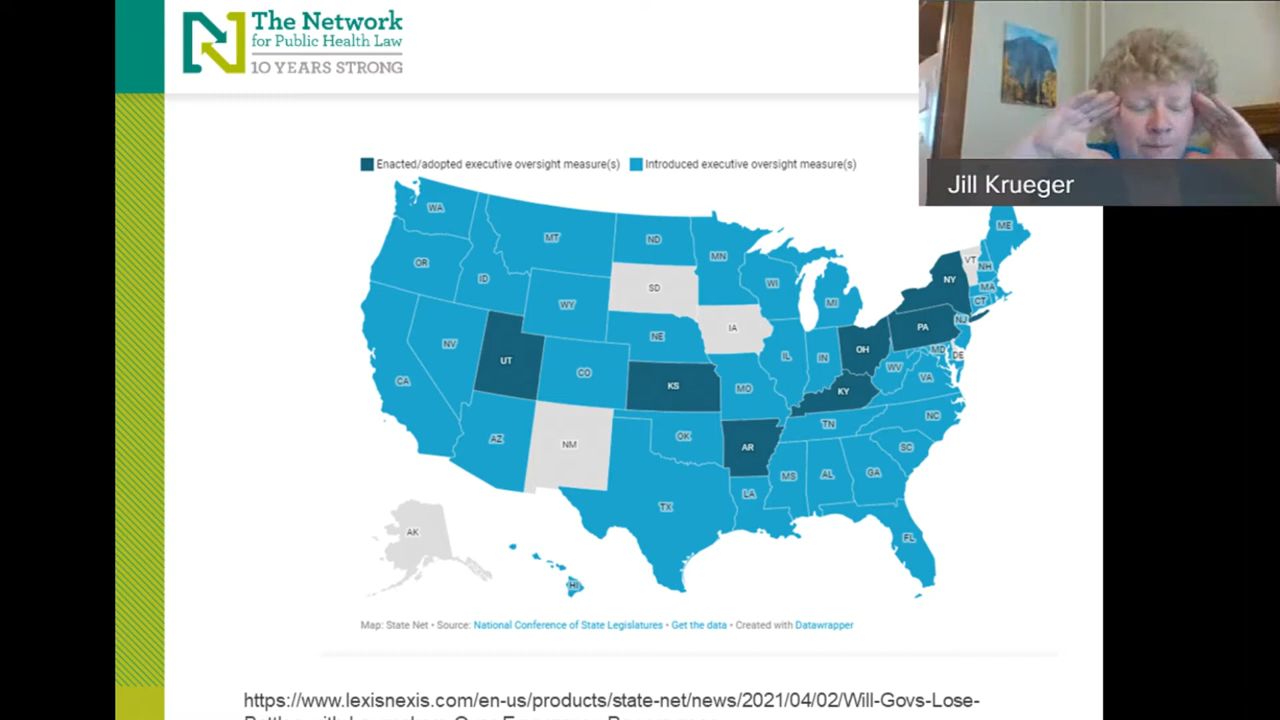 The Network
for Public Health Law
10 YEARS STRONG
Jill Krueger
Enacted/adopted executive oversight measure(s) Introduced executive oversight measure(s)
WA
ME
MT
ND
MN
VT
NH
OR
ID
WI
NY
MA
SD
CT
WY
MI
NJ
IA
PA
NE
NV
OH
MD
DE
UT
IL
IN
CO
WV
CA
KS
MO
VA
KY
NC
AZ
OK
TN
NM
AR
SC
MS
AL
GA
LA
TX
AK
FL
HI
Map: State Net • Source: National Conference of State Legislatures • Get the data • Created with Datawrapper
https://www.lexisnexis.com/en-us/products/state-net/news/2021/04/02/Will-Govs-Lose-